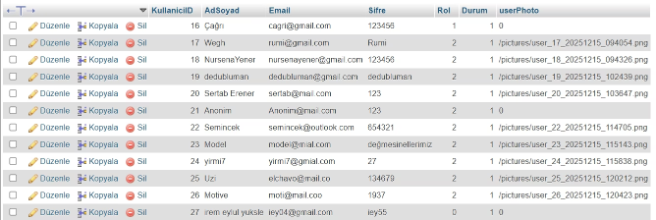 KullaniciID AdSoyad Email Sifre Rol Durum userPhoto
Düzenle Kopyala Sil 16 Çağrı cagri@gmail.com 123456 1 1 0
Düzenle Kopyala Sil 17 Wegh rumi@gmail.com Rumi 2 1 /pictures/user_17_20251215_094054.png
Düzenle Kopyala Sil 18 NursenaYener nursenayener@gmail.com 123456 2 1 /pictures/user_18_20251215_094326.png
Düzenle Kopyala Sil 19 dedubluman dedubluman@gmail.com dedubluman 2 1 /pictures/user_19_20251215_102439.png
Düzenle Kopyala Sil 20 Sertab Erener sertab@mail.com 123 2 1 /pictures/user_20_20251215_103647.png
Düzenle Kopyala Sil 21 Anonim Anonim@mail.com 123 2 1 0
Düzenle Kopyala Sil 22 Semincek semincek@outlook.com 654321 2 1 /pictures/user_22_20251215_114705.png
Düzenle Kopyala Sil 23 Model model@mail.com değmesinellerimiz 2 1 /pictures/user_23_20251215_115143.png
Düzenle Kopyala Sil 24 yirmi7 yirmi7@gmial.com 27 2 1 /pictures/user_24_20251215_115838.png
Düzenle Kopyala Sil 25 Uzi elchavo@mail.co 134679 2 1 /pictures/user_25_20251215_120212.png
Düzenle Kopyala Sil 26 Motive moti@mail.coo 1937 2 1 /pictures/user_26_20251215_120423.png
Düzenle Kopyala Sil 27 irem eylul yuksle iey04@gmail.com iey55 0 1 0